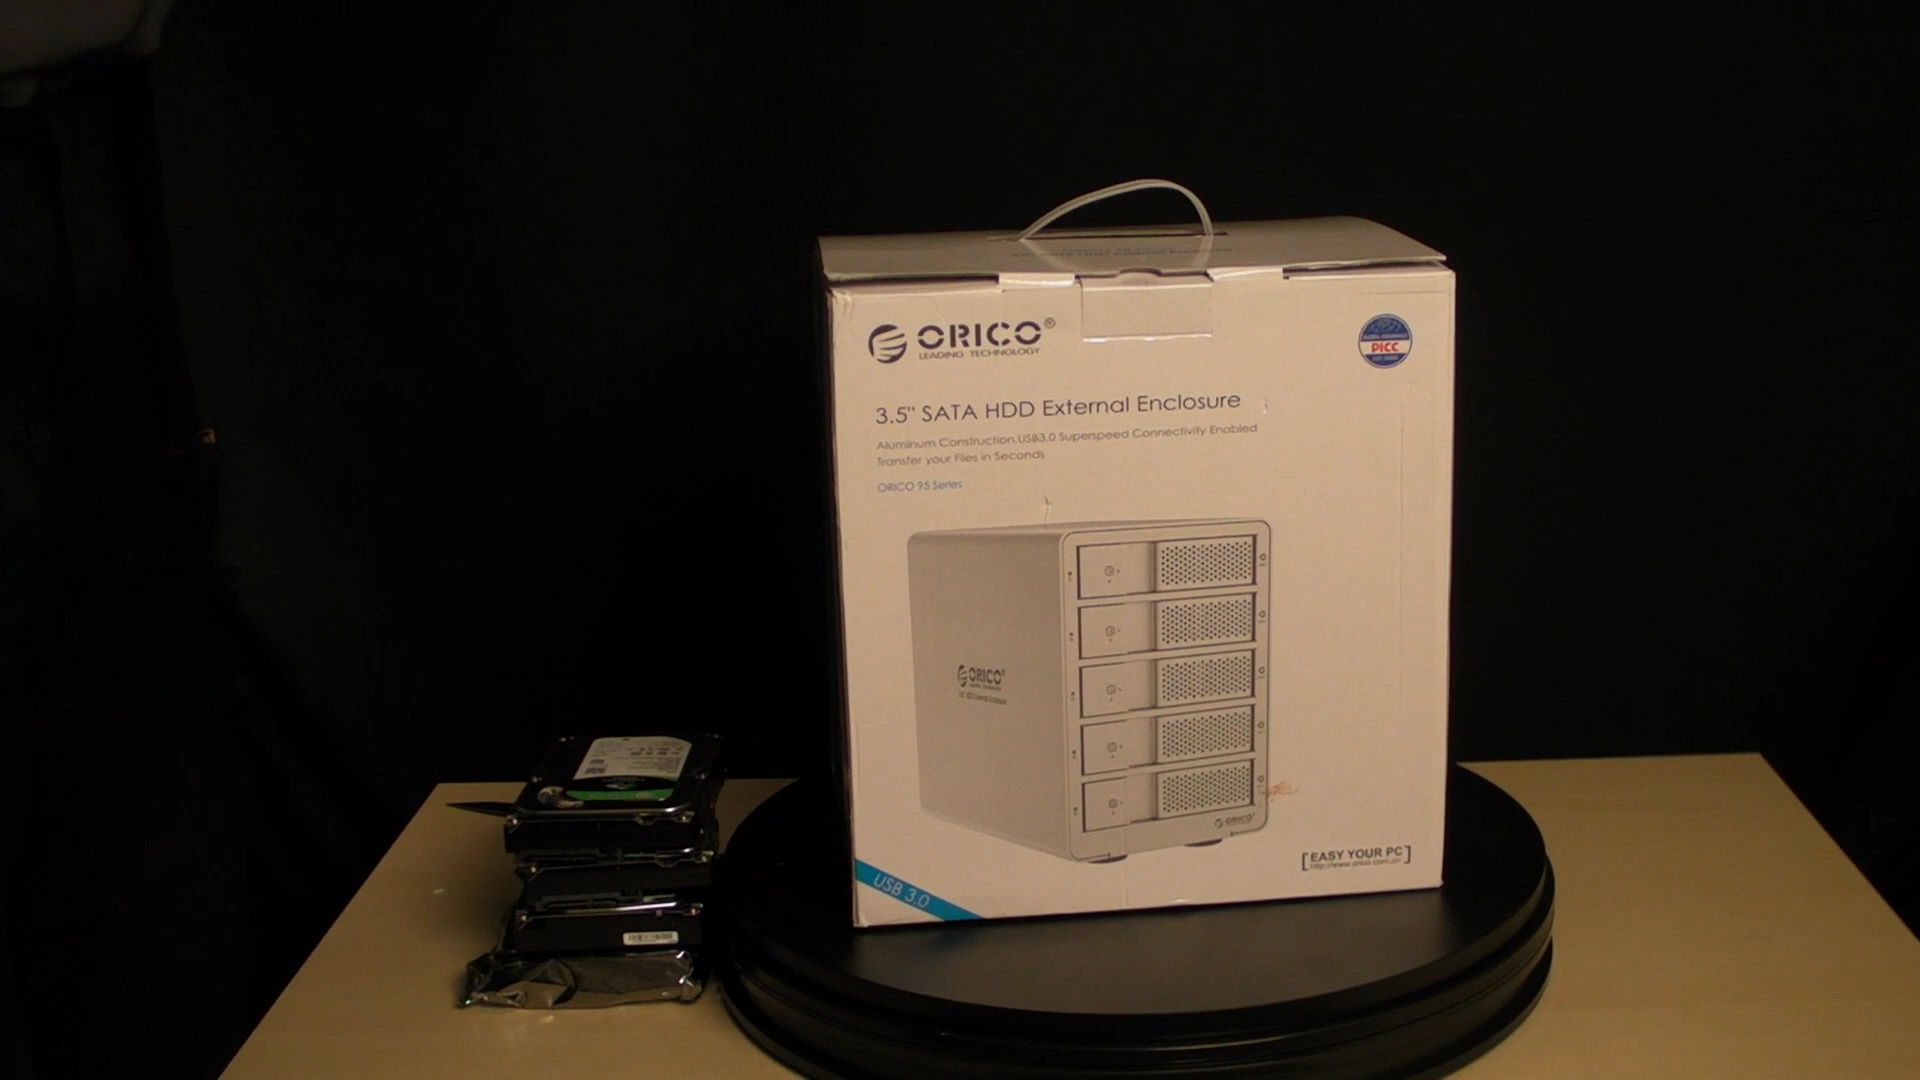 ORICO®
LEADING TECHNOLOGY
PICC
3.5" SATA HDD External Enclosure
Aluminum Construction,USB3.0 Superspeed Connectivity Enabled
Transfer your Files in Seconds
ORICO 95 Series
ORICO
ORICO
USB 3.0
[EASY YOUR PC]
http://www.orico.com.cn